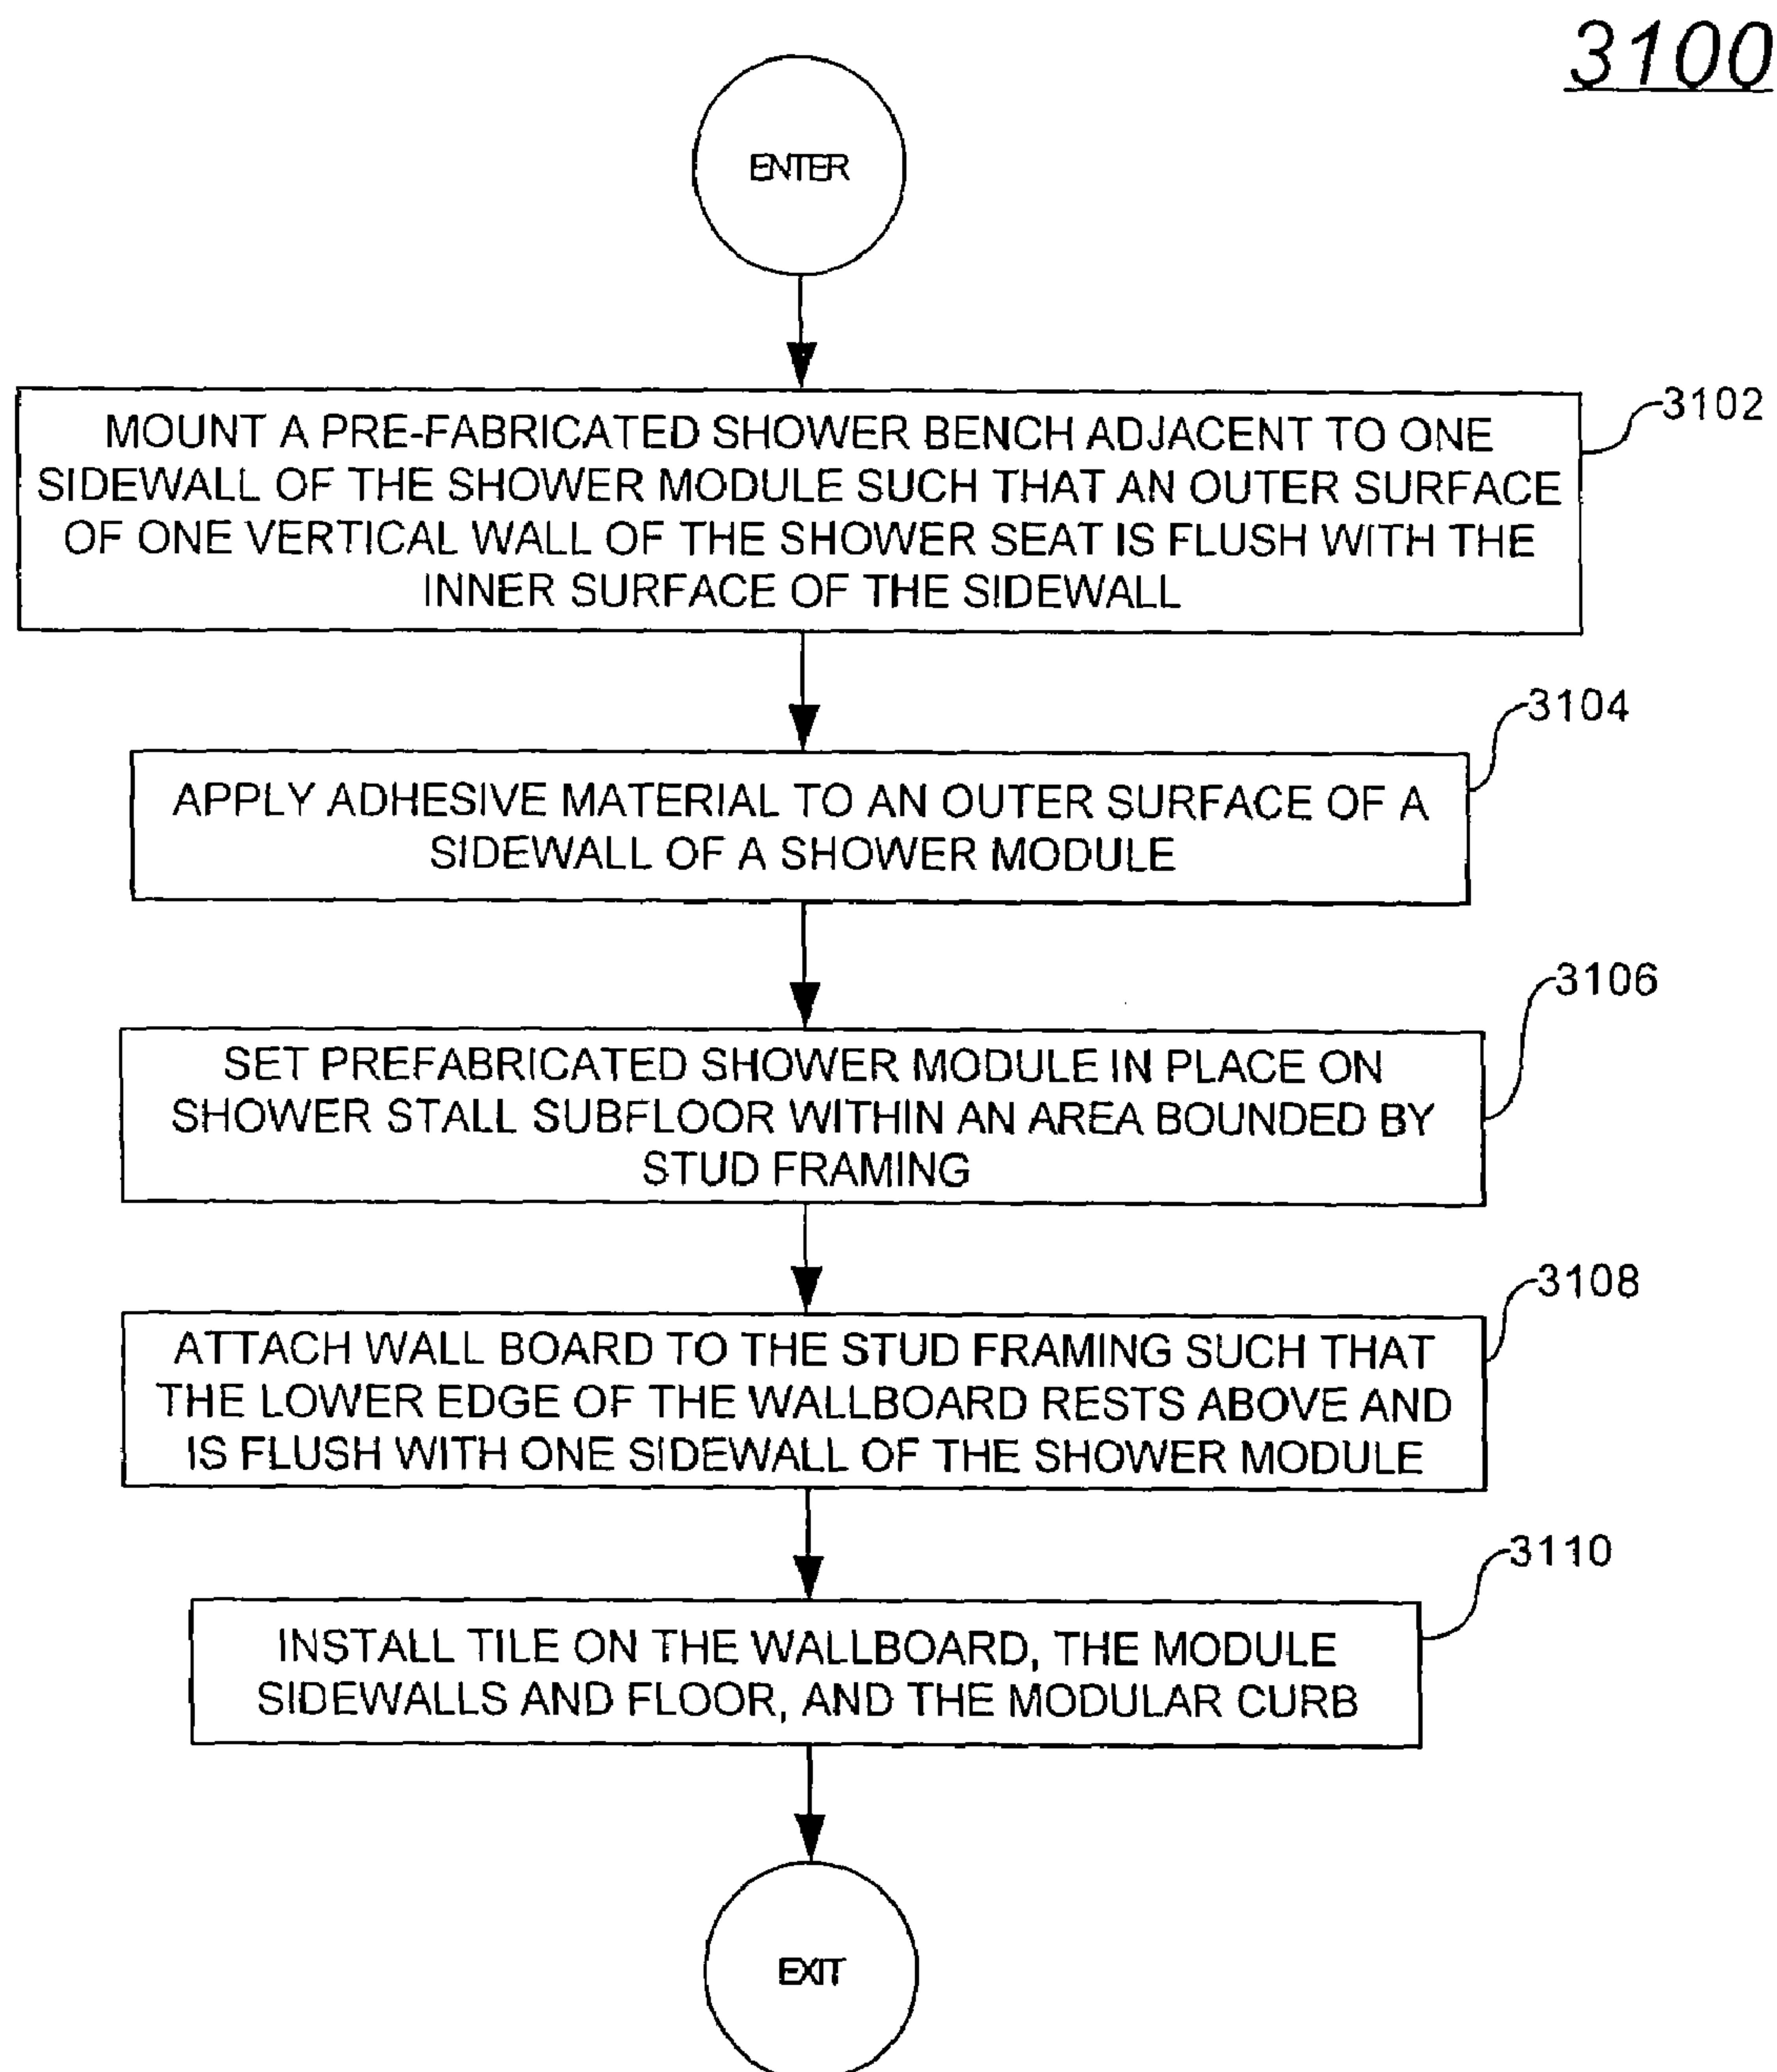 3100
ENTER
3102
MOUNT A PRE-FABRICATED SHOWER BENCH ADJACENT TO ONE
SIDEWALL OF THE SHOWER MODULE SUCH THAT AN OUTER SURFACE
OF ONE VERTICAL WALL OF THE SHOWER SEAT IS FLUSH WITH THE
INNER SURFACE OF THE SIDEWALL
3104
APPLY ADHESIVE MATERIAL TO AN OUTER SURFACE OF A
SIDEWALL OF A SHOWER MODULE
3106
SET PREFABRICATED SHOWER MODULE IN PLACE ON
SHOWER STALL SUBFLOOR WITHIN AN AREA BOUNDED BY
STUD FRAMING
3108
ATTACH WALL BOARD TO THE STUD FRAMING SUCH THAT
THE LOWER EDGE OF THE WALLBOARD RESTS ABOVE AND
IS FLUSH WITH ONE SIDEWALL OF THE SHOWER MODULE
3110
INSTALL TILE ON THE WALLBOARD, THE MODULE
SIDEWALLS AND FLOOR, AND THE MODULAR CURB
EXIT